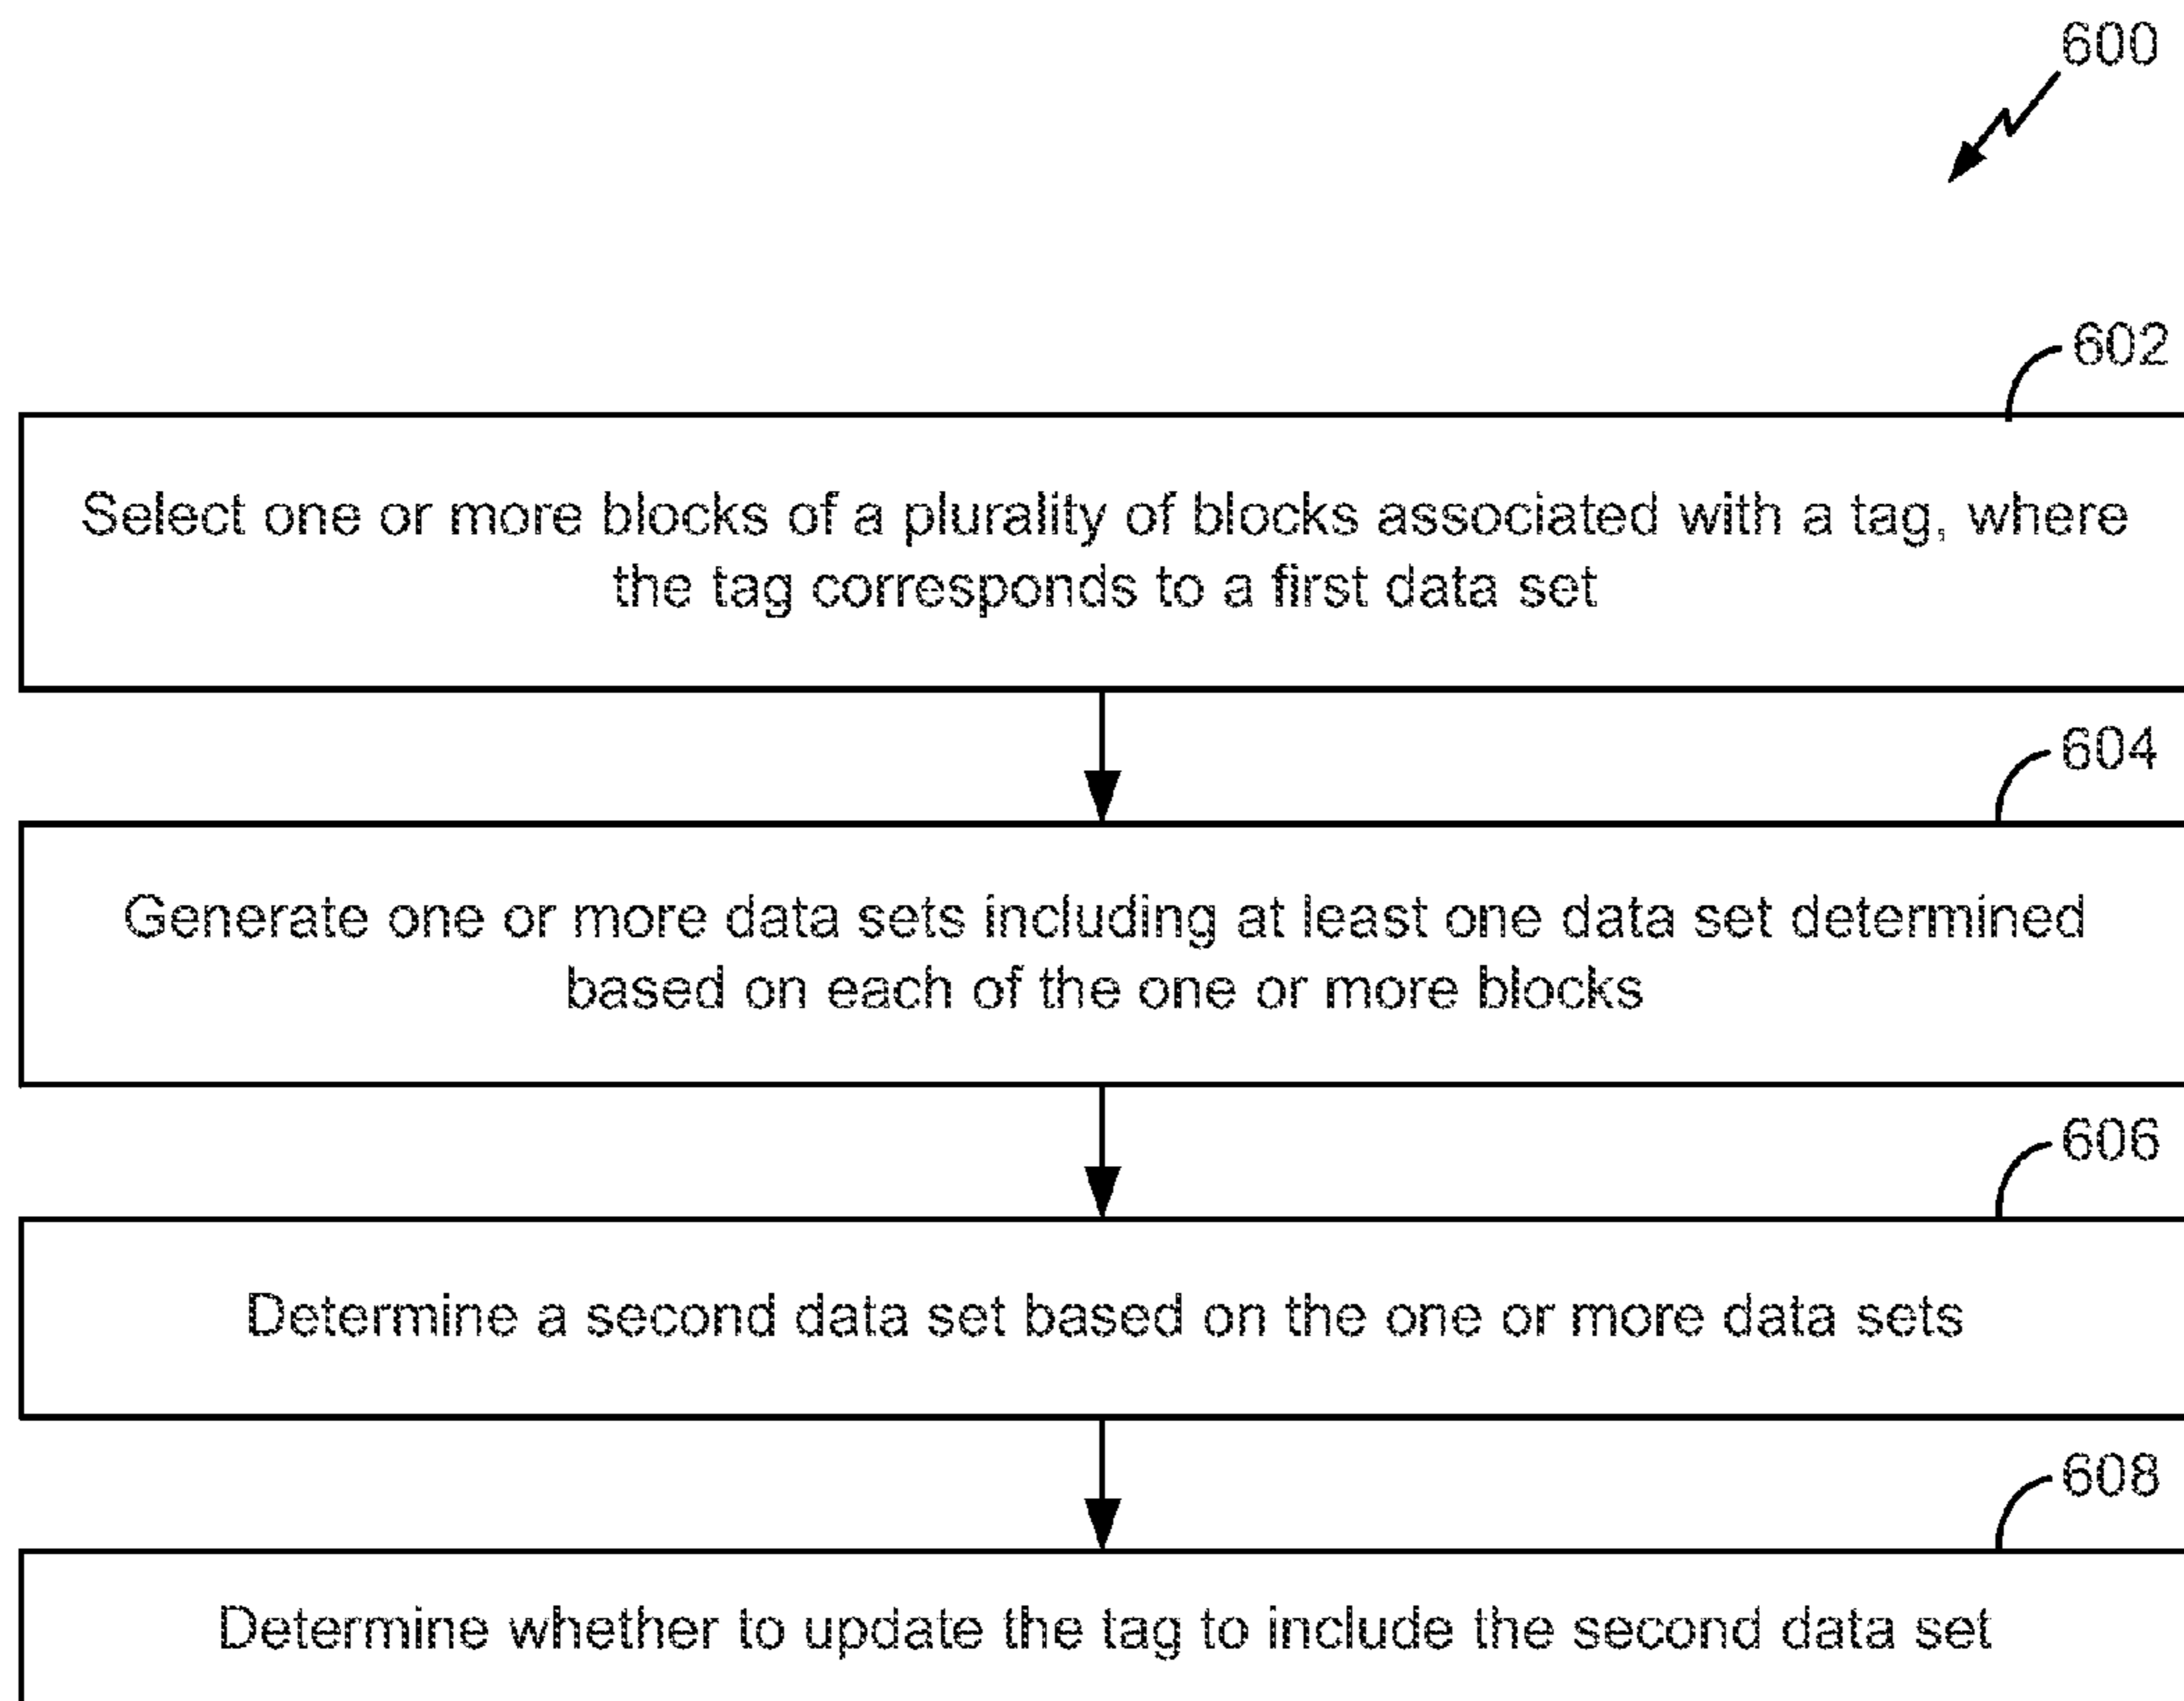 600
602
Select one or more blocks of a plurality of blocks associated with a tag, where
the tag corresponds to a first data set
604
Generate one or more data sets including at least one data set determined
based on each of the one or more blocks
606
Determine a second data set based on the one or more data sets
608
Determine whether to update the tag to include the second data set